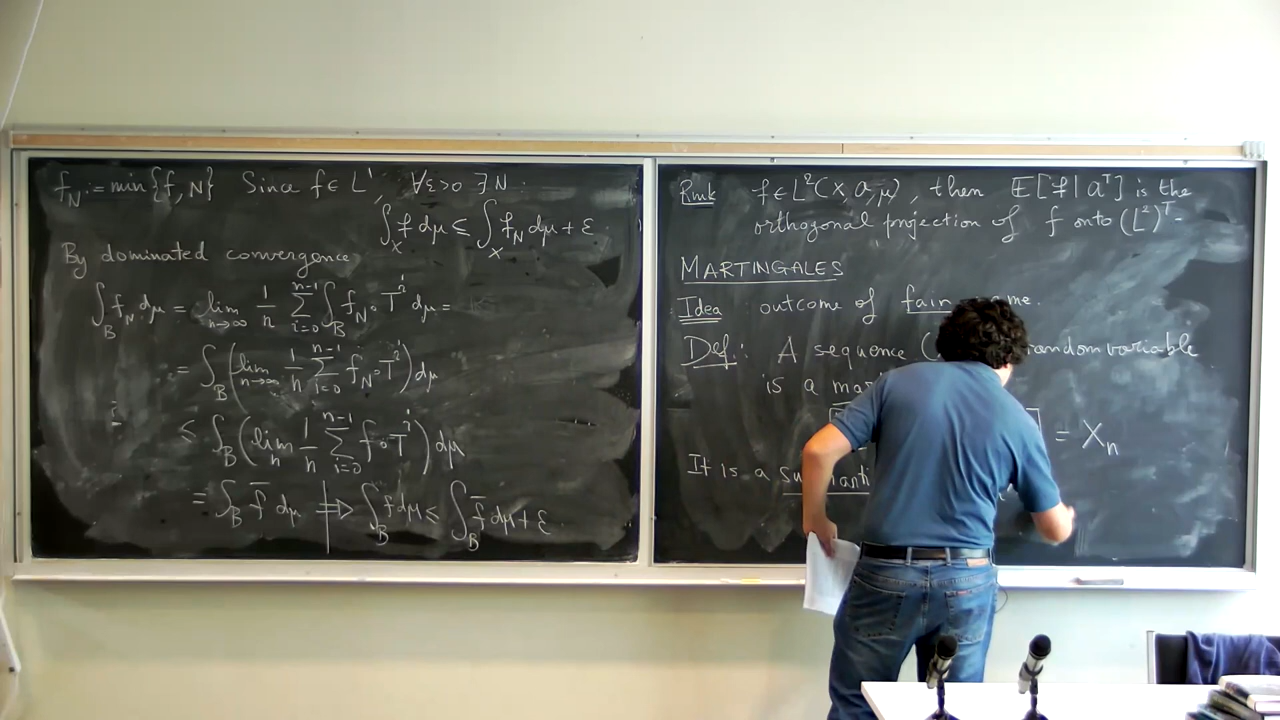 f_N := min {f, N} Since f ∈ L¹, ∀ε>0 ∃N :
∫_X f dμ ≤ ∫_X f_N dμ + ε
By dominated convergence
∫_B f_N dμ = lim_{n→∞} 1/n Σ_{i=0}^{n-1} ∫_B f_N∘T^i dμ =
= ∫_B (lim_{n→∞} 1/n Σ_{i=0}^{n-1} f_N∘T^i) dμ
≤ ∫_B (lim_n 1/n Σ_{i=0}^{n-1} f∘T^i) dμ
= ∫_B f̄ dμ ⟹ ∫_B f dμ ≤ ∫_B f̄ dμ + ε
Rmk f ∈ L²(X, a, μ), then E[f | a^T] is the
orthogonal projection of f onto (L²)^T.
MARTINGALES
Idea outcome of fair
Def.: A sequence random variable
is a
= X_n
It is a